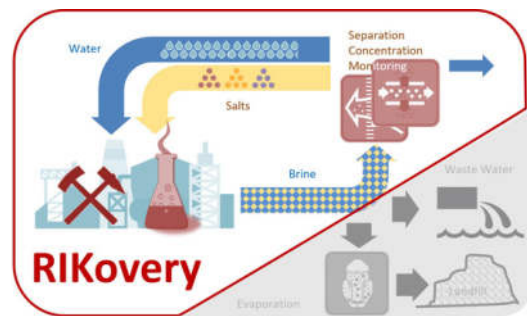 Water
Separation
Concentration
Monitoring
Salts
Brine
Waste Water
RIKovery
Evaporation
Landfill